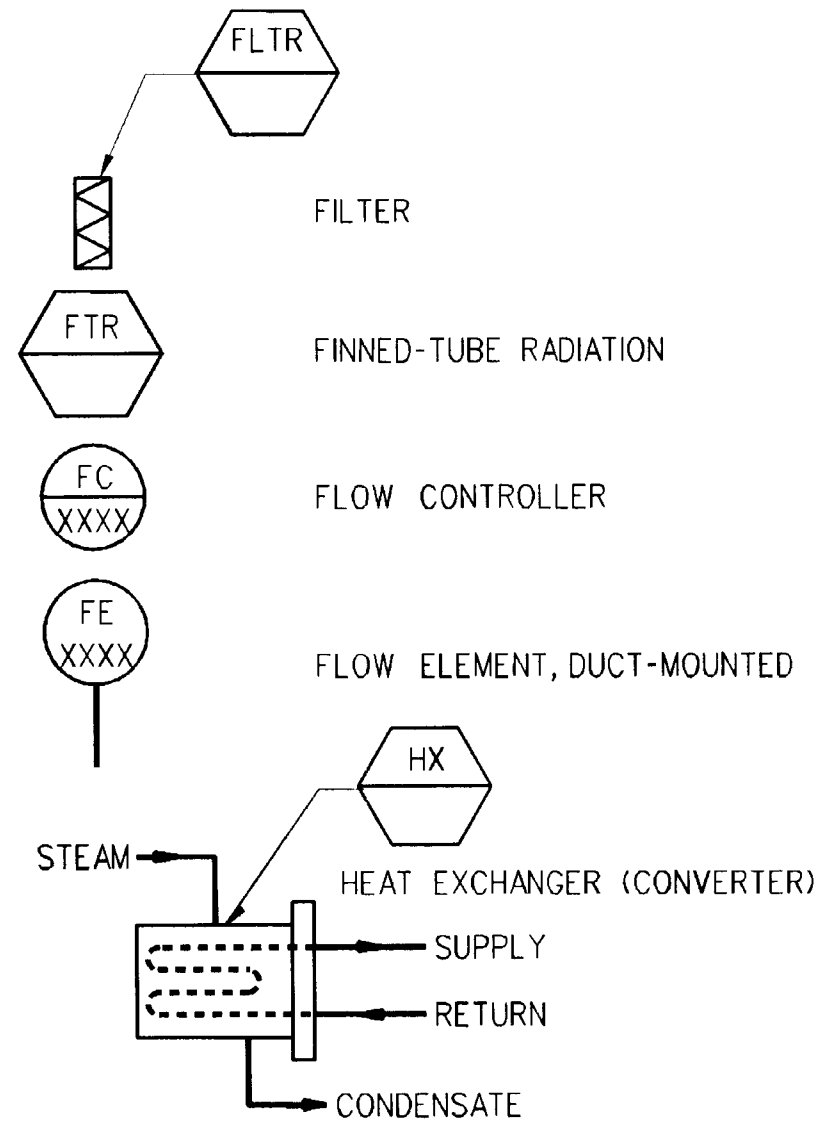 FLTR
FILTER
FTR
FINNED-TUBE RADIATION
FC
XXXX
FLOW CONTROLLER
FE
XXXX
FLOW ELEMENT, DUCT-MOUNTED
HX
STEAM
HEAT EXCHANGER (CONVERTER)
SUPPLY
RETURN
CONDENSATE